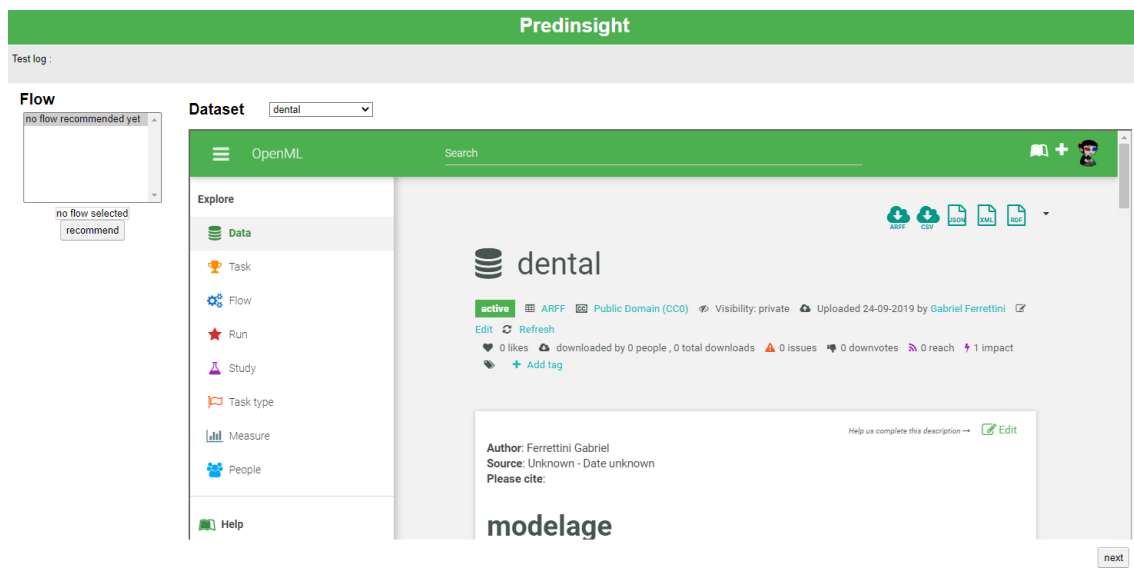 Predinsight
Test log :
Flow
no flow recommended yet
no flow selected
recommend
Dataset dental
OpenML Search
Explore
Data
Task
Flow
Run
Study
Task type
Measure
People
Help
ARFF CSV JSON XML RDF
dental
active ARFF Public Domain (CC0) Visibility: private Uploaded 24-09-2019 by Gabriel Ferrettini
Edit Refresh
0 likes downloaded by 0 people , 0 total downloads 0 issues 0 downvotes 0 reach 1 impact
+ Add tag
Help us complete this description → Edit
Author: Ferrettini Gabriel
Source: Unknown - Date unknown
Please cite:
modelage
next